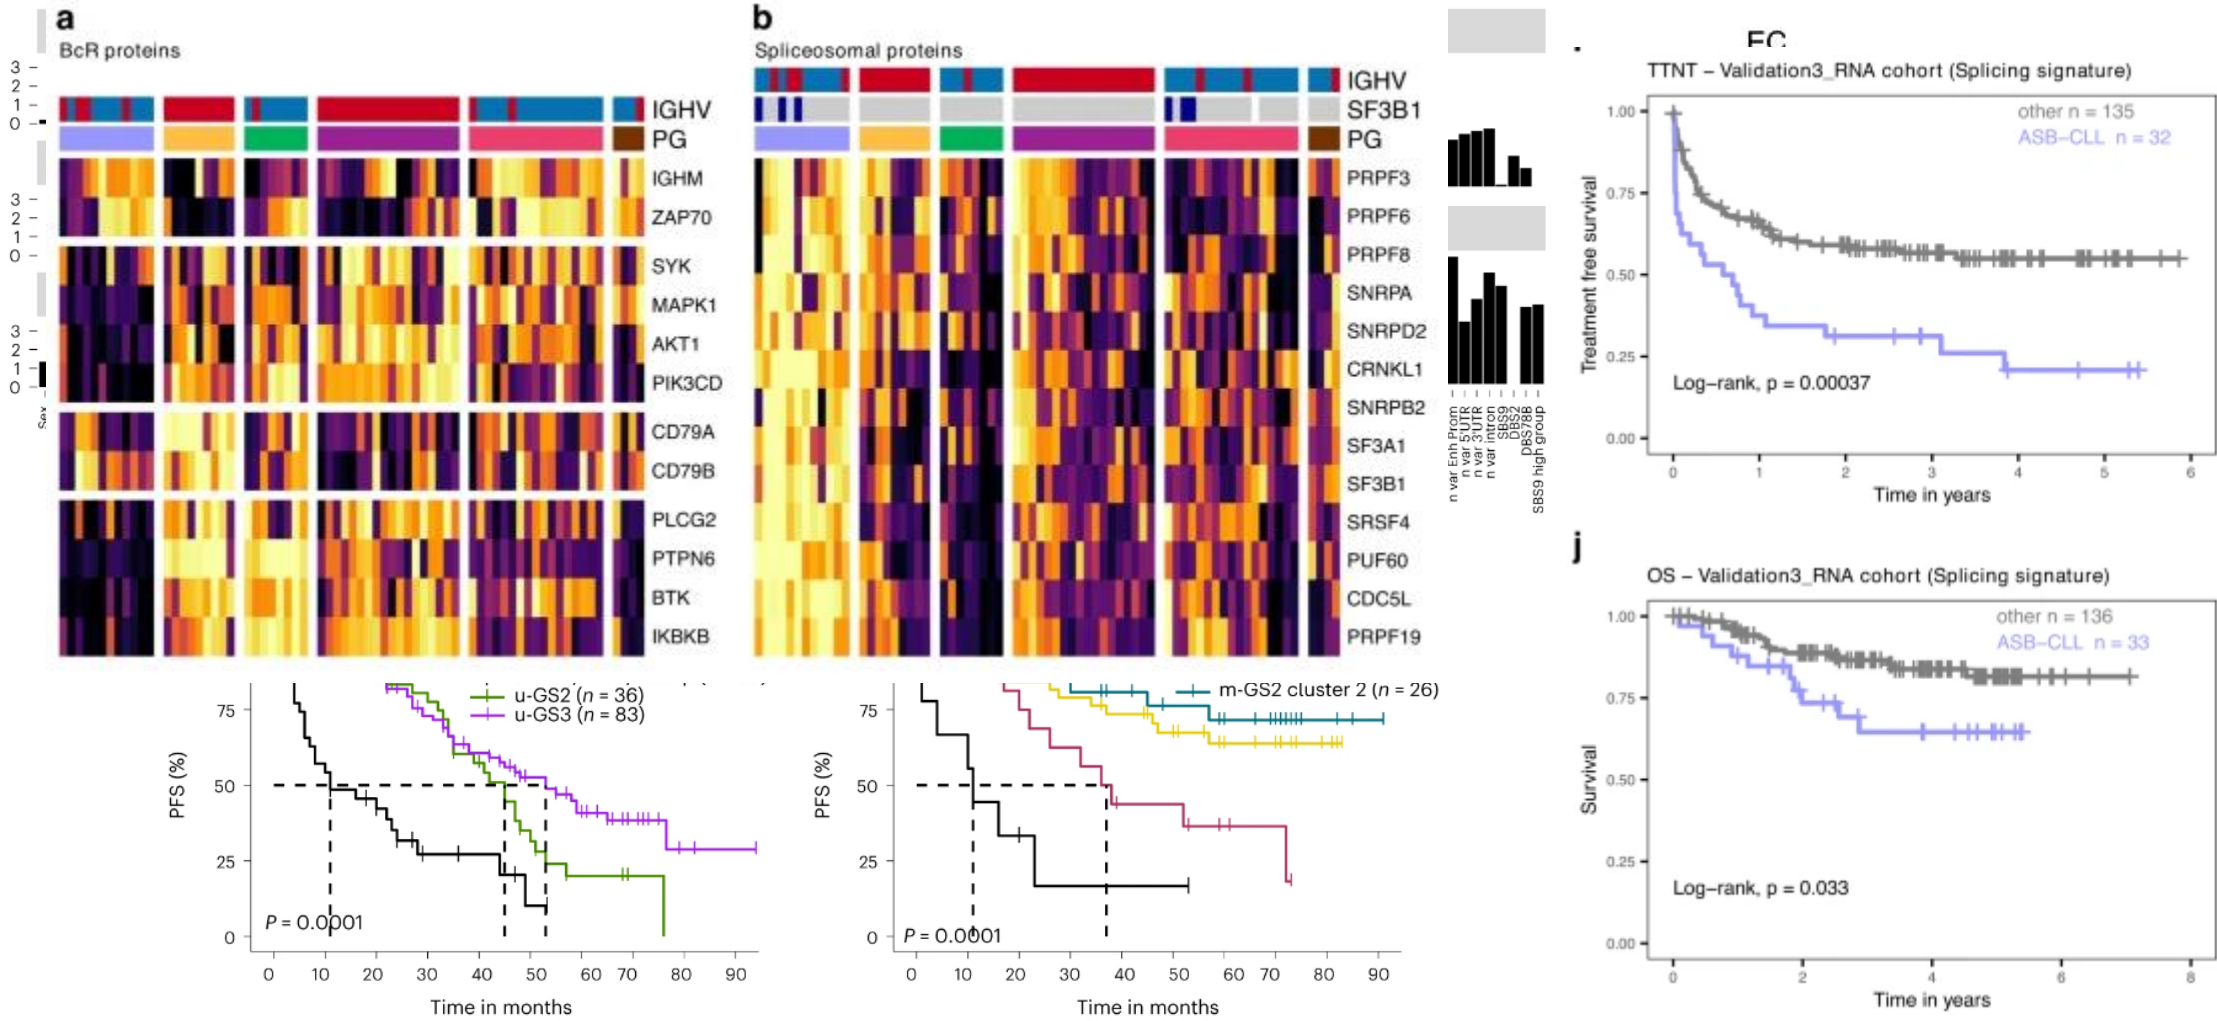 a
BcR proteins
IGHV
PG
IGHM
ZAP70
SYK
MAPK1
AKT1
PIK3CD
CD79A
CD79B
PLCG2
PTPN6
BTK
IKBKB
3
2
1
0
3
2
1
0
3
2
1
0
Sex
b
Spliceosomal proteins
IGHV
SF3B1
PG
PRPF3
PRPF6
PRPF8
SNRPA
SNRPD2
CRNKL1
SNRPB2
SF3A1
SF3B1
SRSF4
PUF60
CDC5L
PRPF19
n var Enh Prom
n var 5'UTR
n var 3'UTR
n var intron
SBS9
DBS2
DBS78B
SBS9 high group
TTNT – Validation3_RNA cohort (Splicing signature)
other n = 135
ASB–CLL n = 32
Treatment free survival
1.00
0.75
0.50
0.25
0.00
Log–rank, p = 0.00037
0 1 2 3 4 5 6
Time in years
j
OS – Validation3_RNA cohort (Splicing signature)
other n = 136
ASB–CLL n = 33
Survival
1.00
0.75
0.50
0.25
0.00
Log–rank, p = 0.033
0 2 4 6 8
Time in years
u-GS2 (n = 36)
u-GS3 (n = 83)
PFS (%)
75
50
25
0
P = 0.0001
0 10 20 30 40 50 60 70 80 90
Time in months
m-GS2 cluster 2 (n = 26)
PFS (%)
75
50
25
0
P = 0.0001
0 10 20 30 40 50 60 70 80 90
Time in months